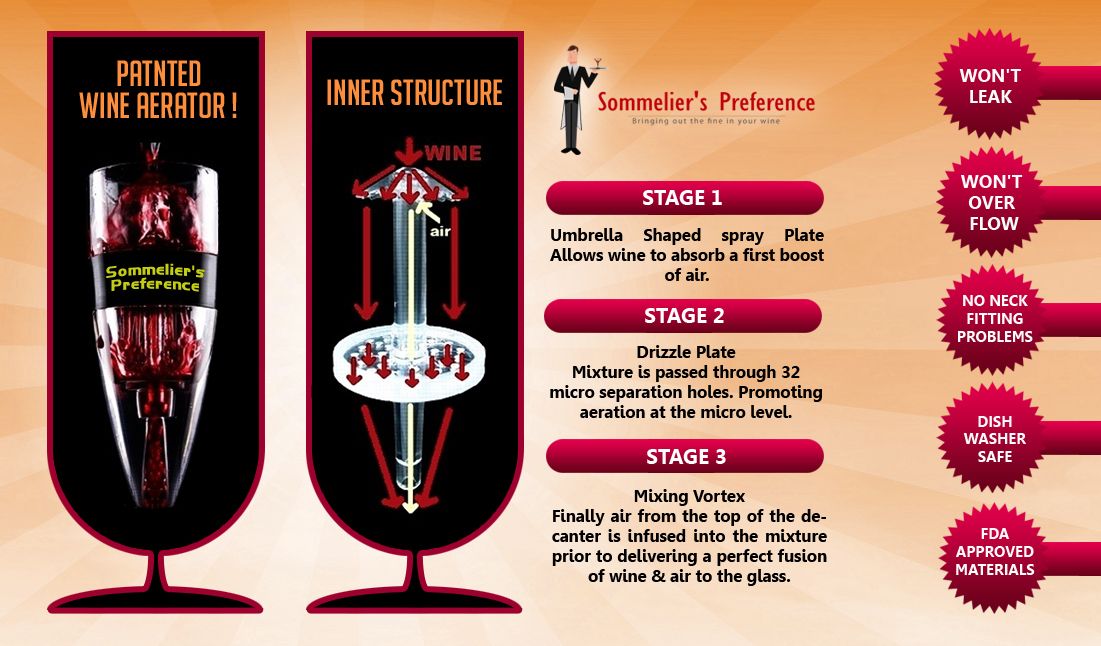 PATNTED
WINE AERATOR !
Sommelier's
Preference
INNER STRUCTURE
WINE
air
Sommelier's Preference
Bringing out the fine in your wine
STAGE 1
Umbrella Shaped spray Plate
Allows wine to absorb a first boost
of air.
STAGE 2
Drizzle Plate
Mixture is passed through 32
micro separation holes. Promoting
aeration at the micro level.
STAGE 3
Mixing Vortex
Finally air from the top of the de-
canter is infused into the mixture
prior to delivering a perfect fusion
of wine & air to the glass.
WON'T
LEAK
WON'T
OVER
FLOW
NO NECK
FITTING
PROBLEMS
DISH
WASHER
SAFE
FDA
APPROVED
MATERIALS